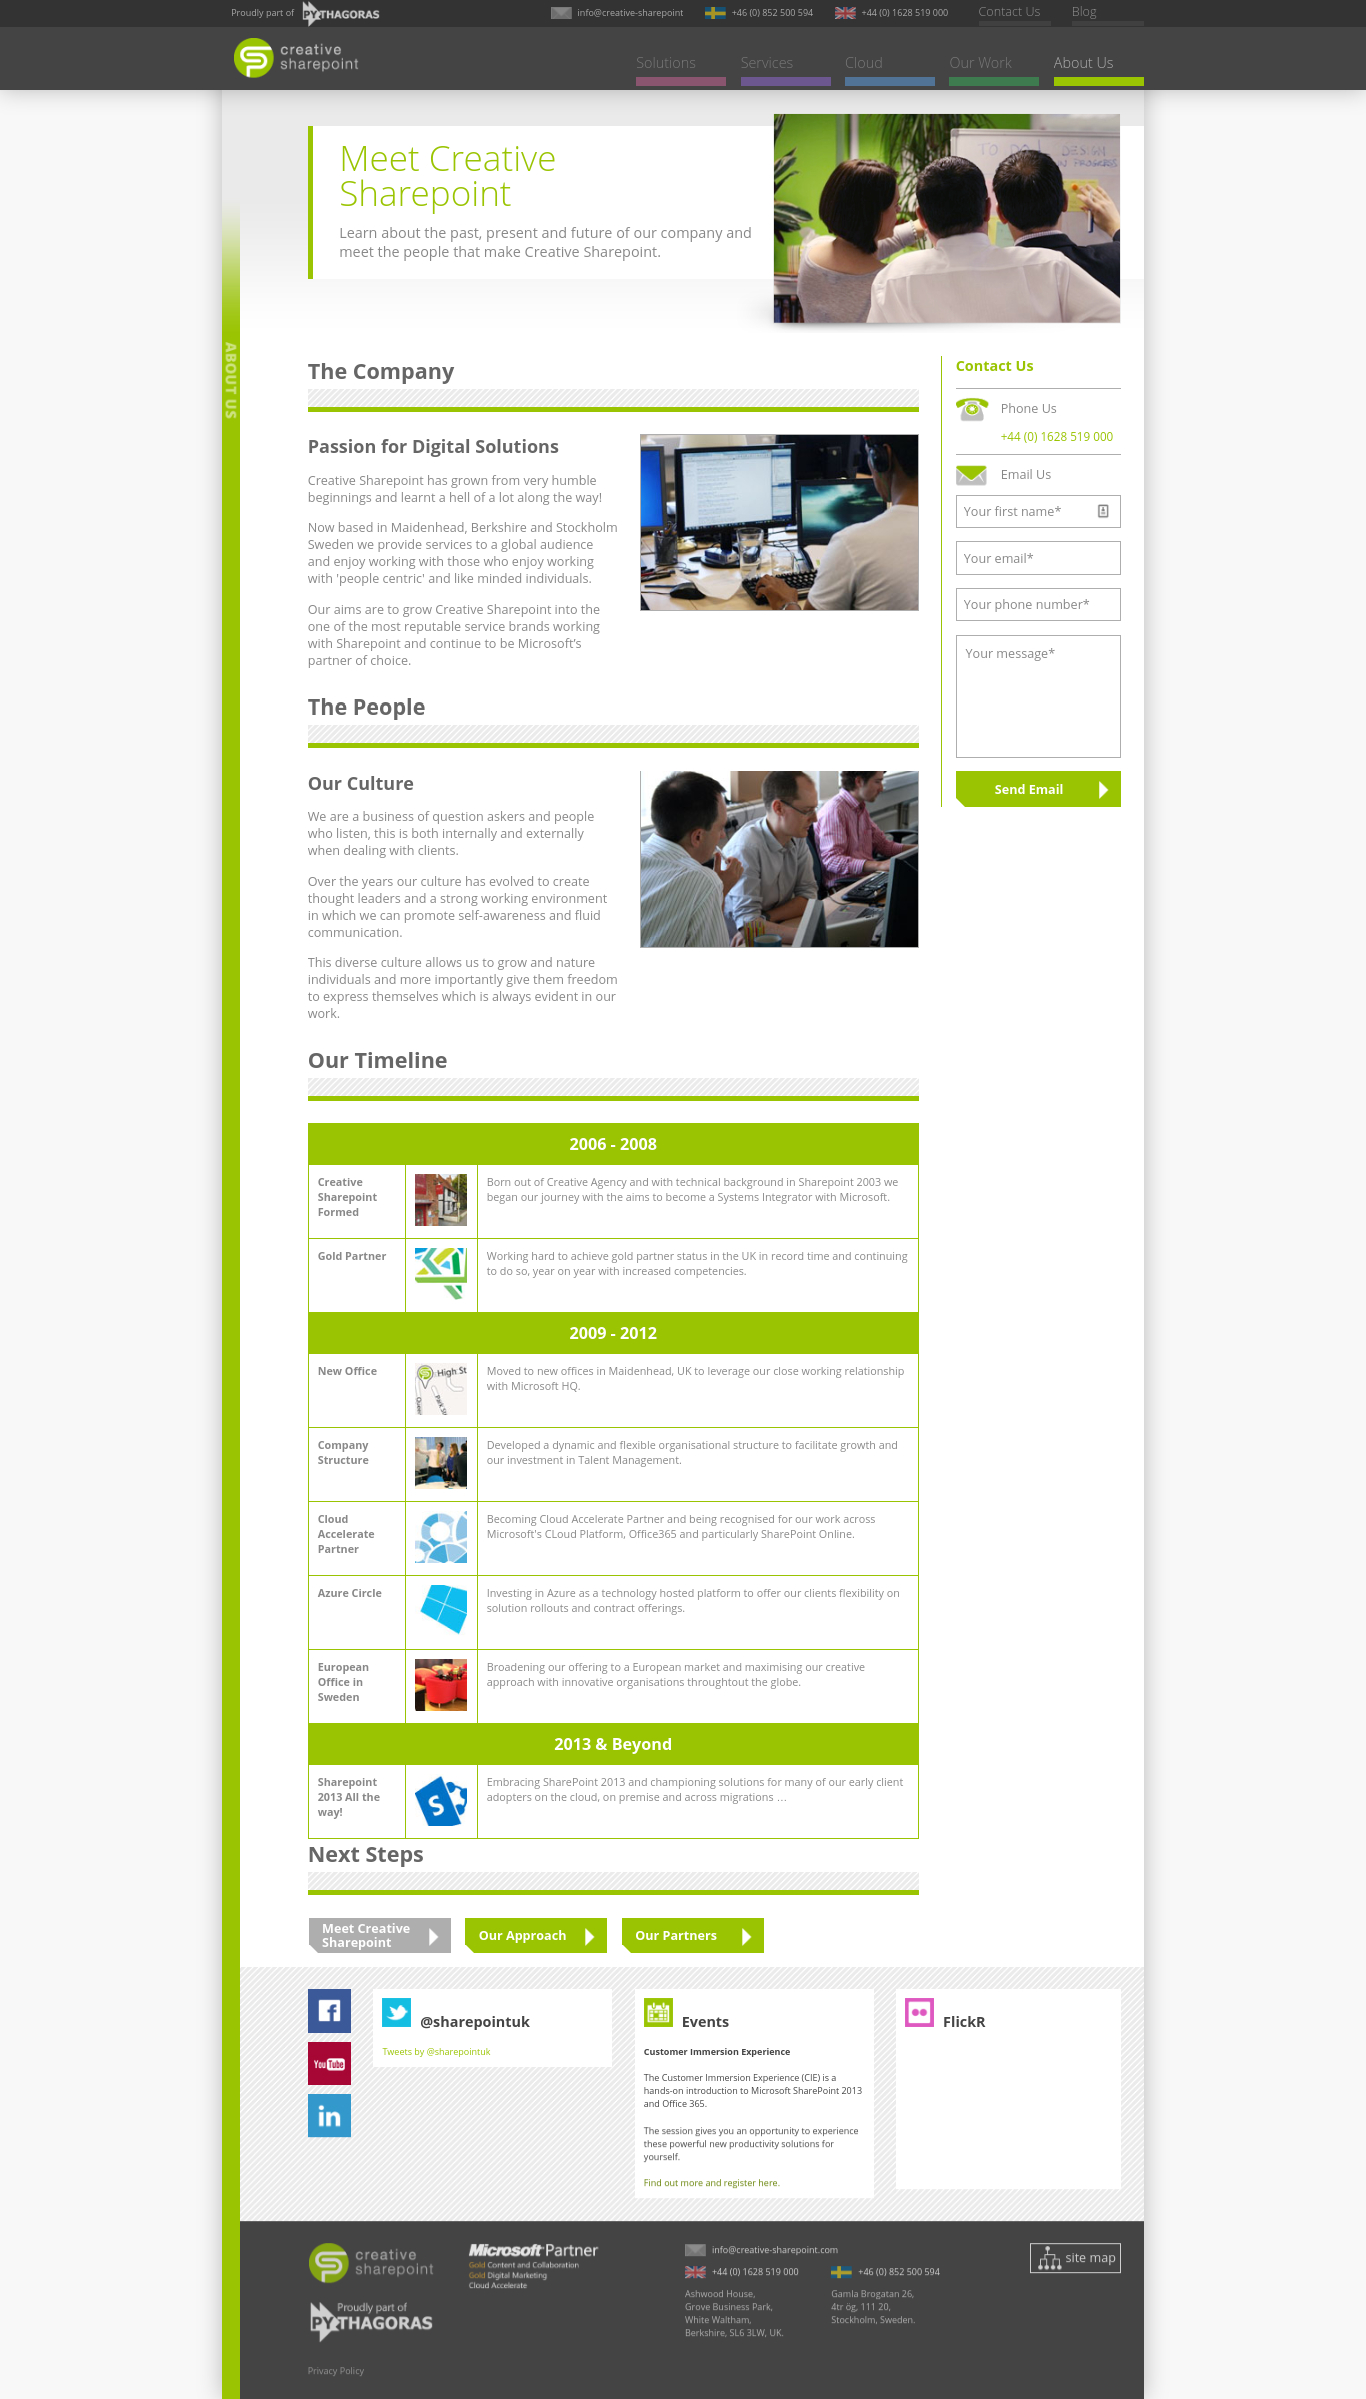 Proudly part of PYTHAGORAS
info@creative-sharepoint
+46 (0) 852 500 594
+44 (0) 1628 519 000
Contact Us
Blog
creative
sharepoint
Solutions
Services
Cloud
Our Work
About Us
Meet Creative
Sharepoint
Learn about the past, present and future of our company and
meet the people that make Creative Sharepoint.
TO DO! DESIGN
IN PROGRESS
ABOUT US
The Company
Passion for Digital Solutions
Creative Sharepoint has grown from very humble
beginnings and learnt a hell of a lot along the way!
Now based in Maidenhead, Berkshire and Stockholm
Sweden we provide services to a global audience
and enjoy working with those who enjoy working
with 'people centric' and like minded individuals.
Our aims are to grow Creative Sharepoint into the
one of the most reputable service brands working
with Sharepoint and continue to be Microsoft's
partner of choice.
Contact Us
Phone Us
+44 (0) 1628 519 000
Email Us
Your first name*
Your email*
Your phone number*
Your message*
Send Email
The People
Our Culture
We are a business of question askers and people
who listen, this is both internally and externally
when dealing with clients.
Over the years our culture has evolved to create
thought leaders and a strong working environment
in which we can promote self-awareness and fluid
communication.
This diverse culture allows us to grow and nature
individuals and more importantly give them freedom
to express themselves which is always evident in our
work.
Our Timeline
2006 - 2008
Creative
Sharepoint
Formed
Born out of Creative Agency and with technical background in Sharepoint 2003 we
began our journey with the aims to become a Systems Integrator with Microsoft.
Gold Partner
Working hard to achieve gold partner status in the UK in record time and continuing
to do so, year on year with increased competencies.
2009 - 2012
New Office
High St
Park St
Moved to new offices in Maidenhead, UK to leverage our close working relationship
with Microsoft HQ.
Company
Structure
Developed a dynamic and flexible organisational structure to facilitate growth and
our investment in Talent Management.
Cloud
Accelerate
Partner
Becoming Cloud Accelerate Partner and being recognised for our work across
Microsoft's CLoud Platform, Office365 and particularly SharePoint Online.
Azure Circle
Investing in Azure as a technology hosted platform to offer our clients flexibility on
solution rollouts and contract offerings.
European
Office in
Sweden
Broadening our offering to a European market and maximising our creative
approach with innovative organisations throughtout the globe.
2013 & Beyond
Sharepoint
2013 All the
way!
S
Embracing SharePoint 2013 and championing solutions for many of our early client
adopters on the cloud, on premise and across migrations …
Next Steps
Meet Creative
Sharepoint
Our Approach
Our Partners
You Tube
in
@sharepointuk
Tweets by @sharepointuk
Events
Customer Immersion Experience
The Customer Immersion Experience (CIE) is a
hands-on introduction to Microsoft SharePoint 2013
and Office 365.
The session gives you an opportunity to experience
these powerful new productivity solutions for
yourself.
Find out more and register here.
FlickR
creative
sharepoint
Proudly part of
PYTHAGORAS
Microsoft Partner
Gold Content and Collaboration
Gold Digital Marketing
Cloud Accelerate
info@creative-sharepoint.com
+44 (0) 1628 519 000
Ashwood House,
Grove Business Park,
White Waltham,
Berkshire, SL6 3LW, UK.
+46 (0) 852 500 594
Gamla Brogatan 26,
4tr ög, 111 20,
Stockholm, Sweden.
site map
Privacy Policy